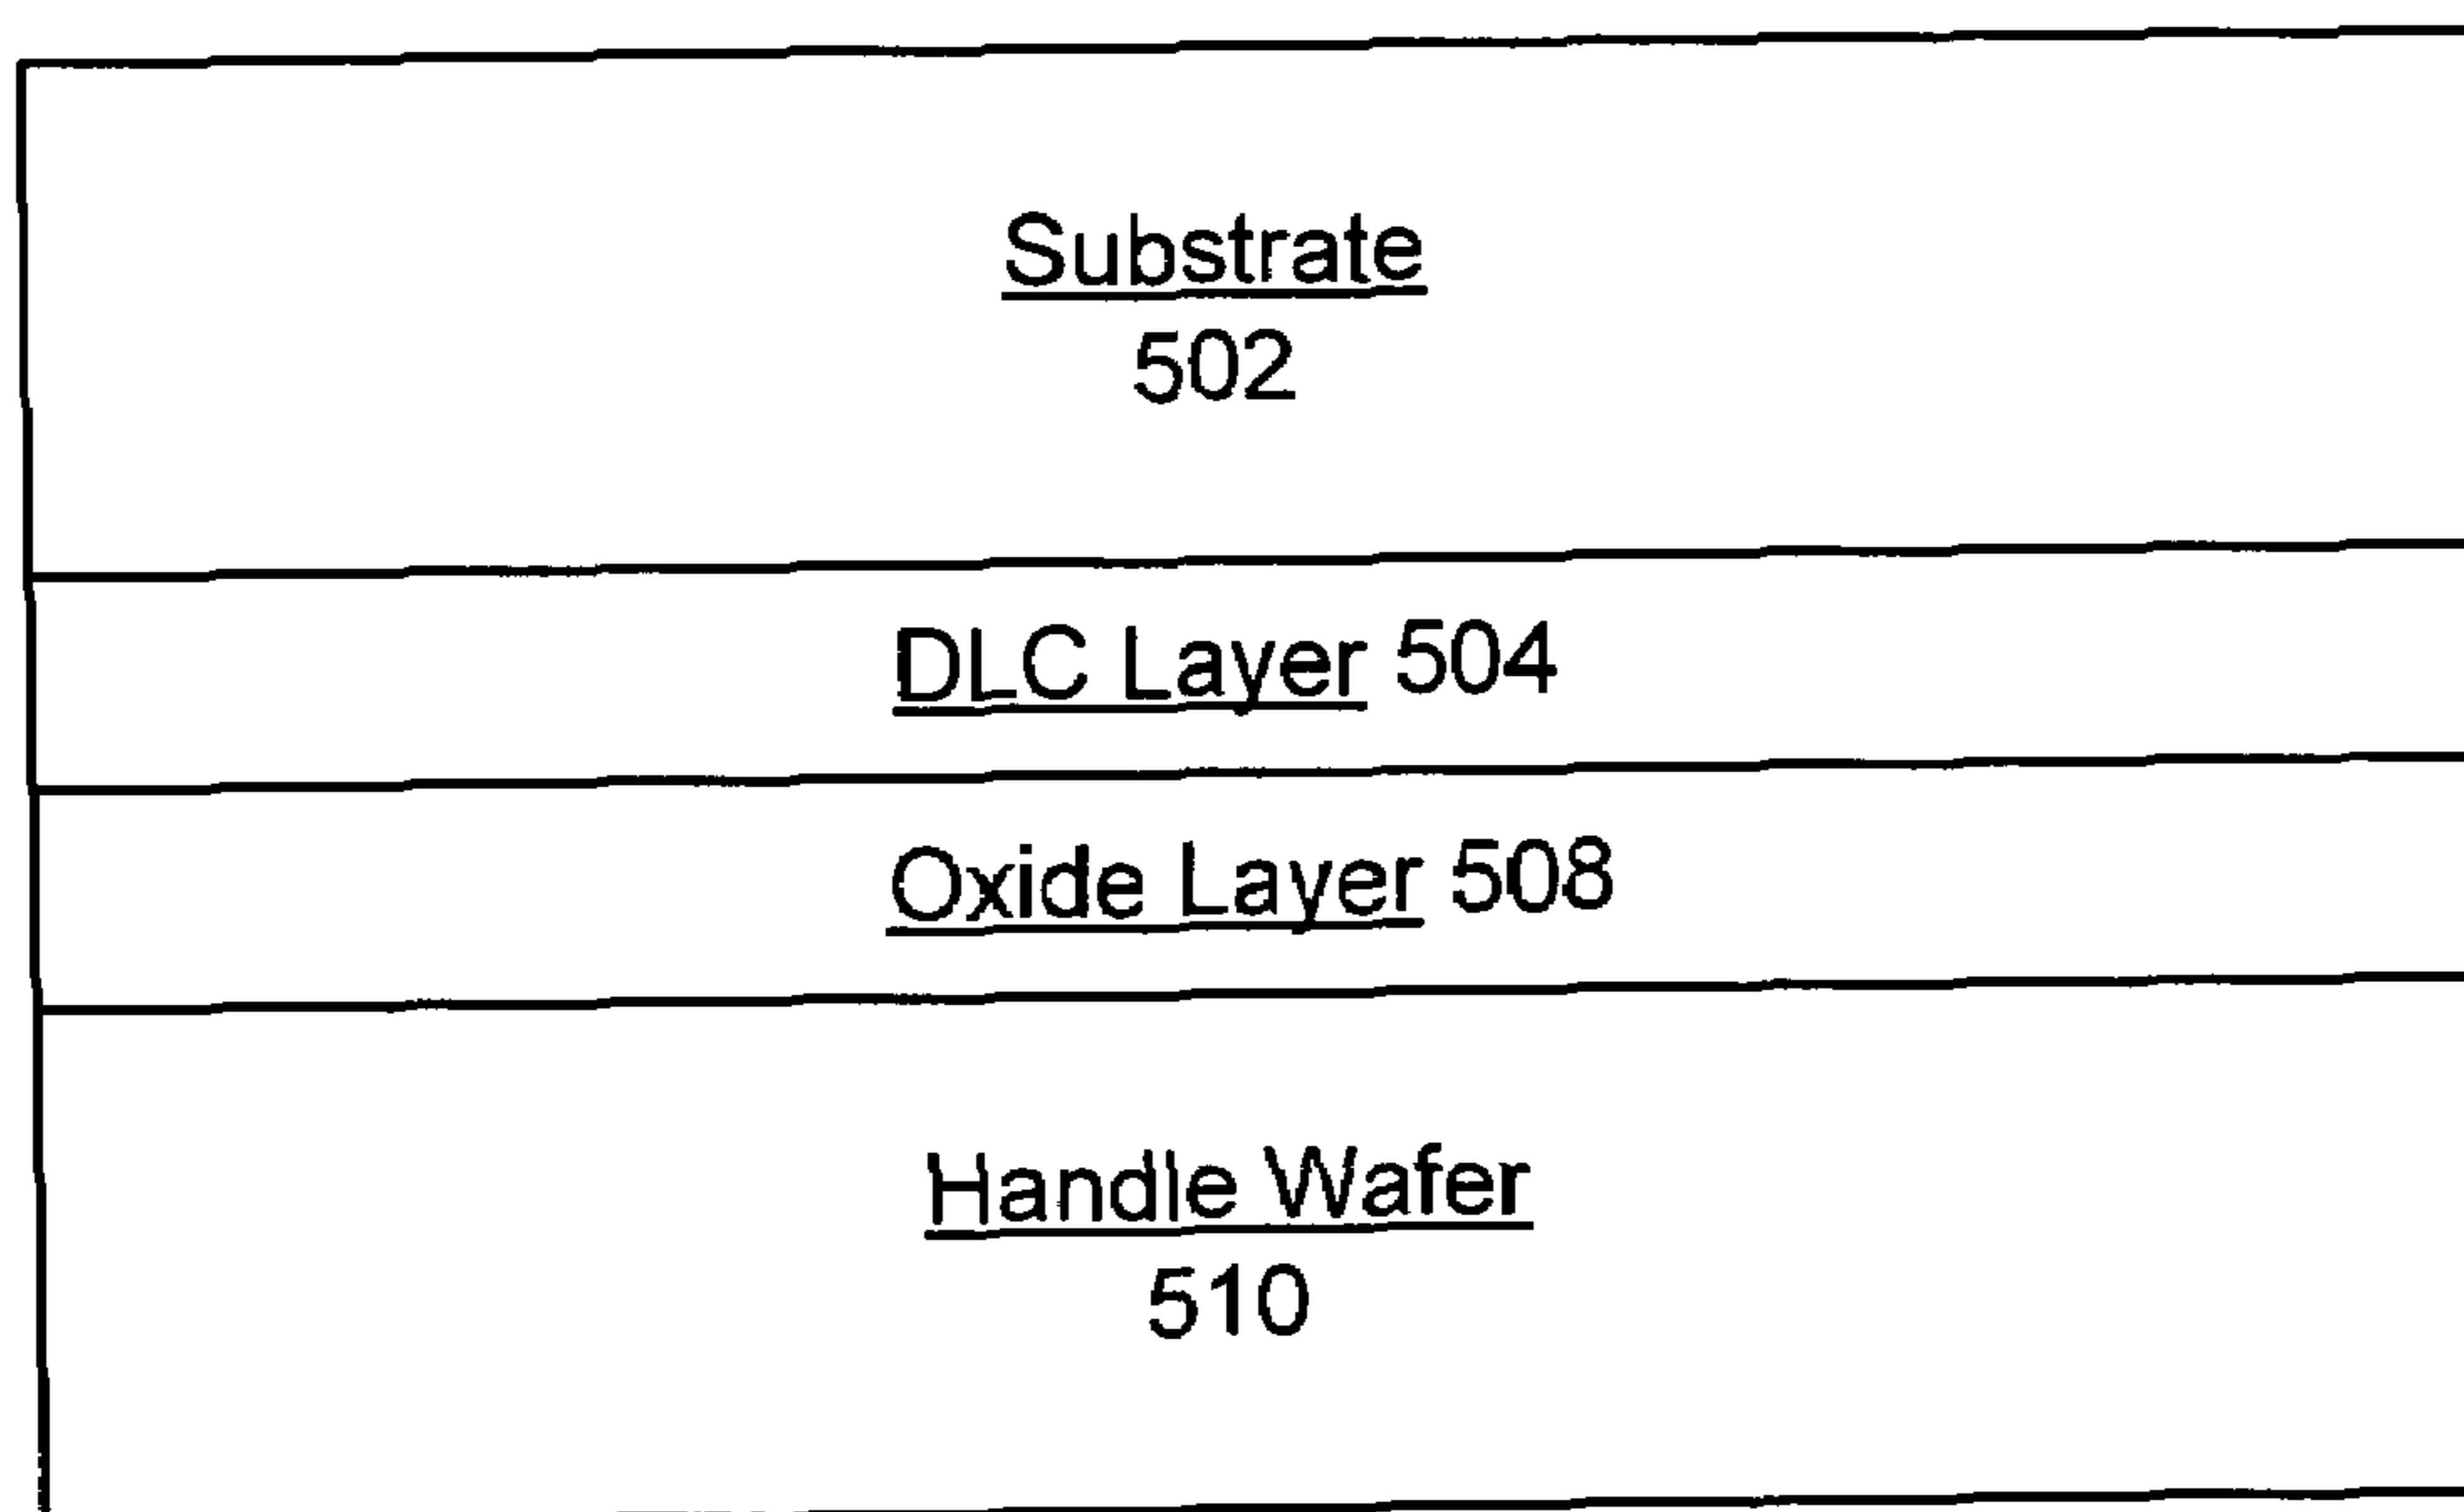 Substrate
502
DLC Layer 504
Oxide Layer 508
Handle Wafer
510